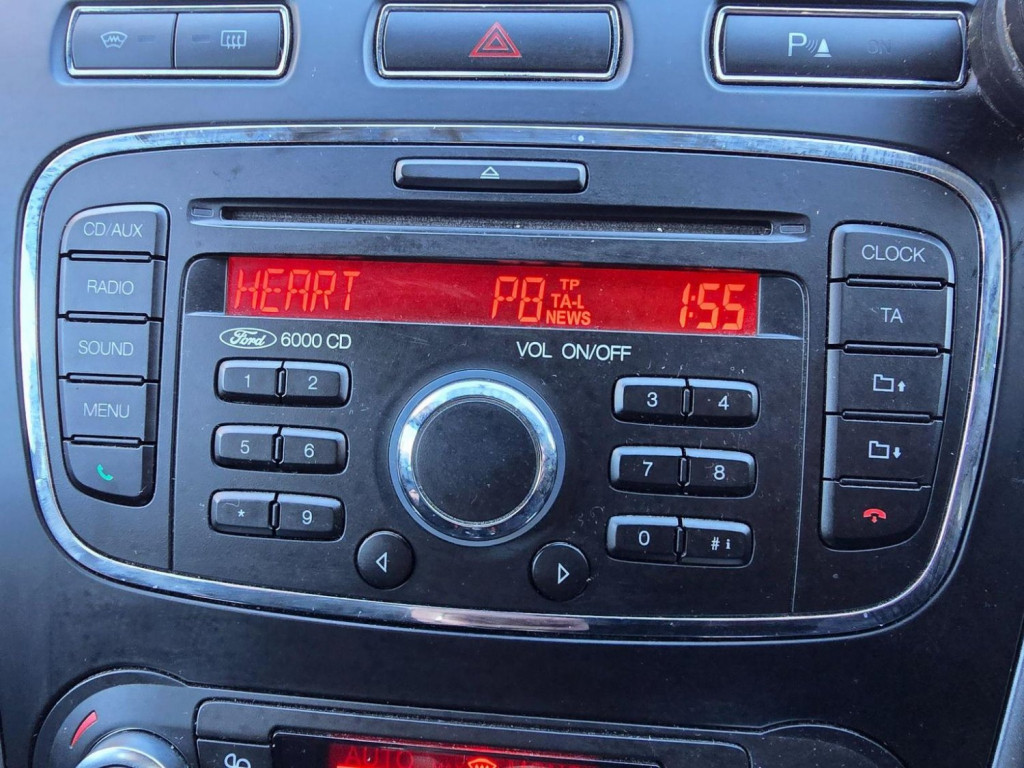 P ON
CD/AUX
RADIO
SOUND
MENU
HEART P8 TP TA-L NEWS 1:55
Ford 6000 CD
VOL ON/OFF
1 2
3 4
5 6
7 8
* 9
0 # i
CLOCK
TA
AUTO